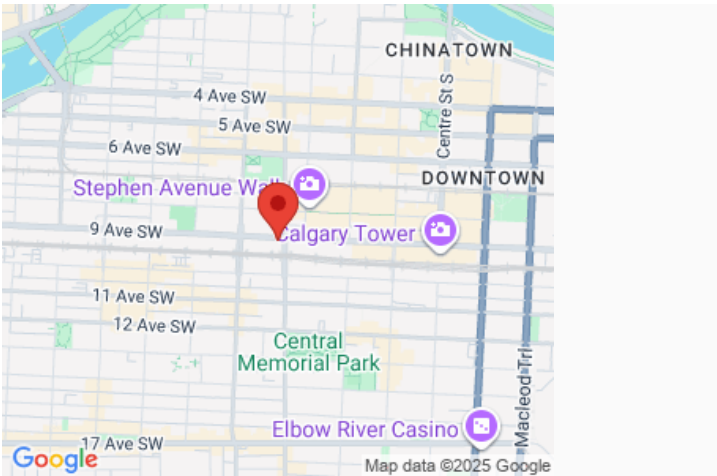 CHINATOWN
4 Ave SW
Centre St S
5 Ave SW
6 Ave SW
DOWNTOWN
Stephen Avenue Wal
9 Ave SW
Calgary Tower
11 Ave SW
12 Ave SW
Central
Memorial Park
Macleod Trl
Elbow River Casino
17 Ave SW
Google
Map data ©2025 Google